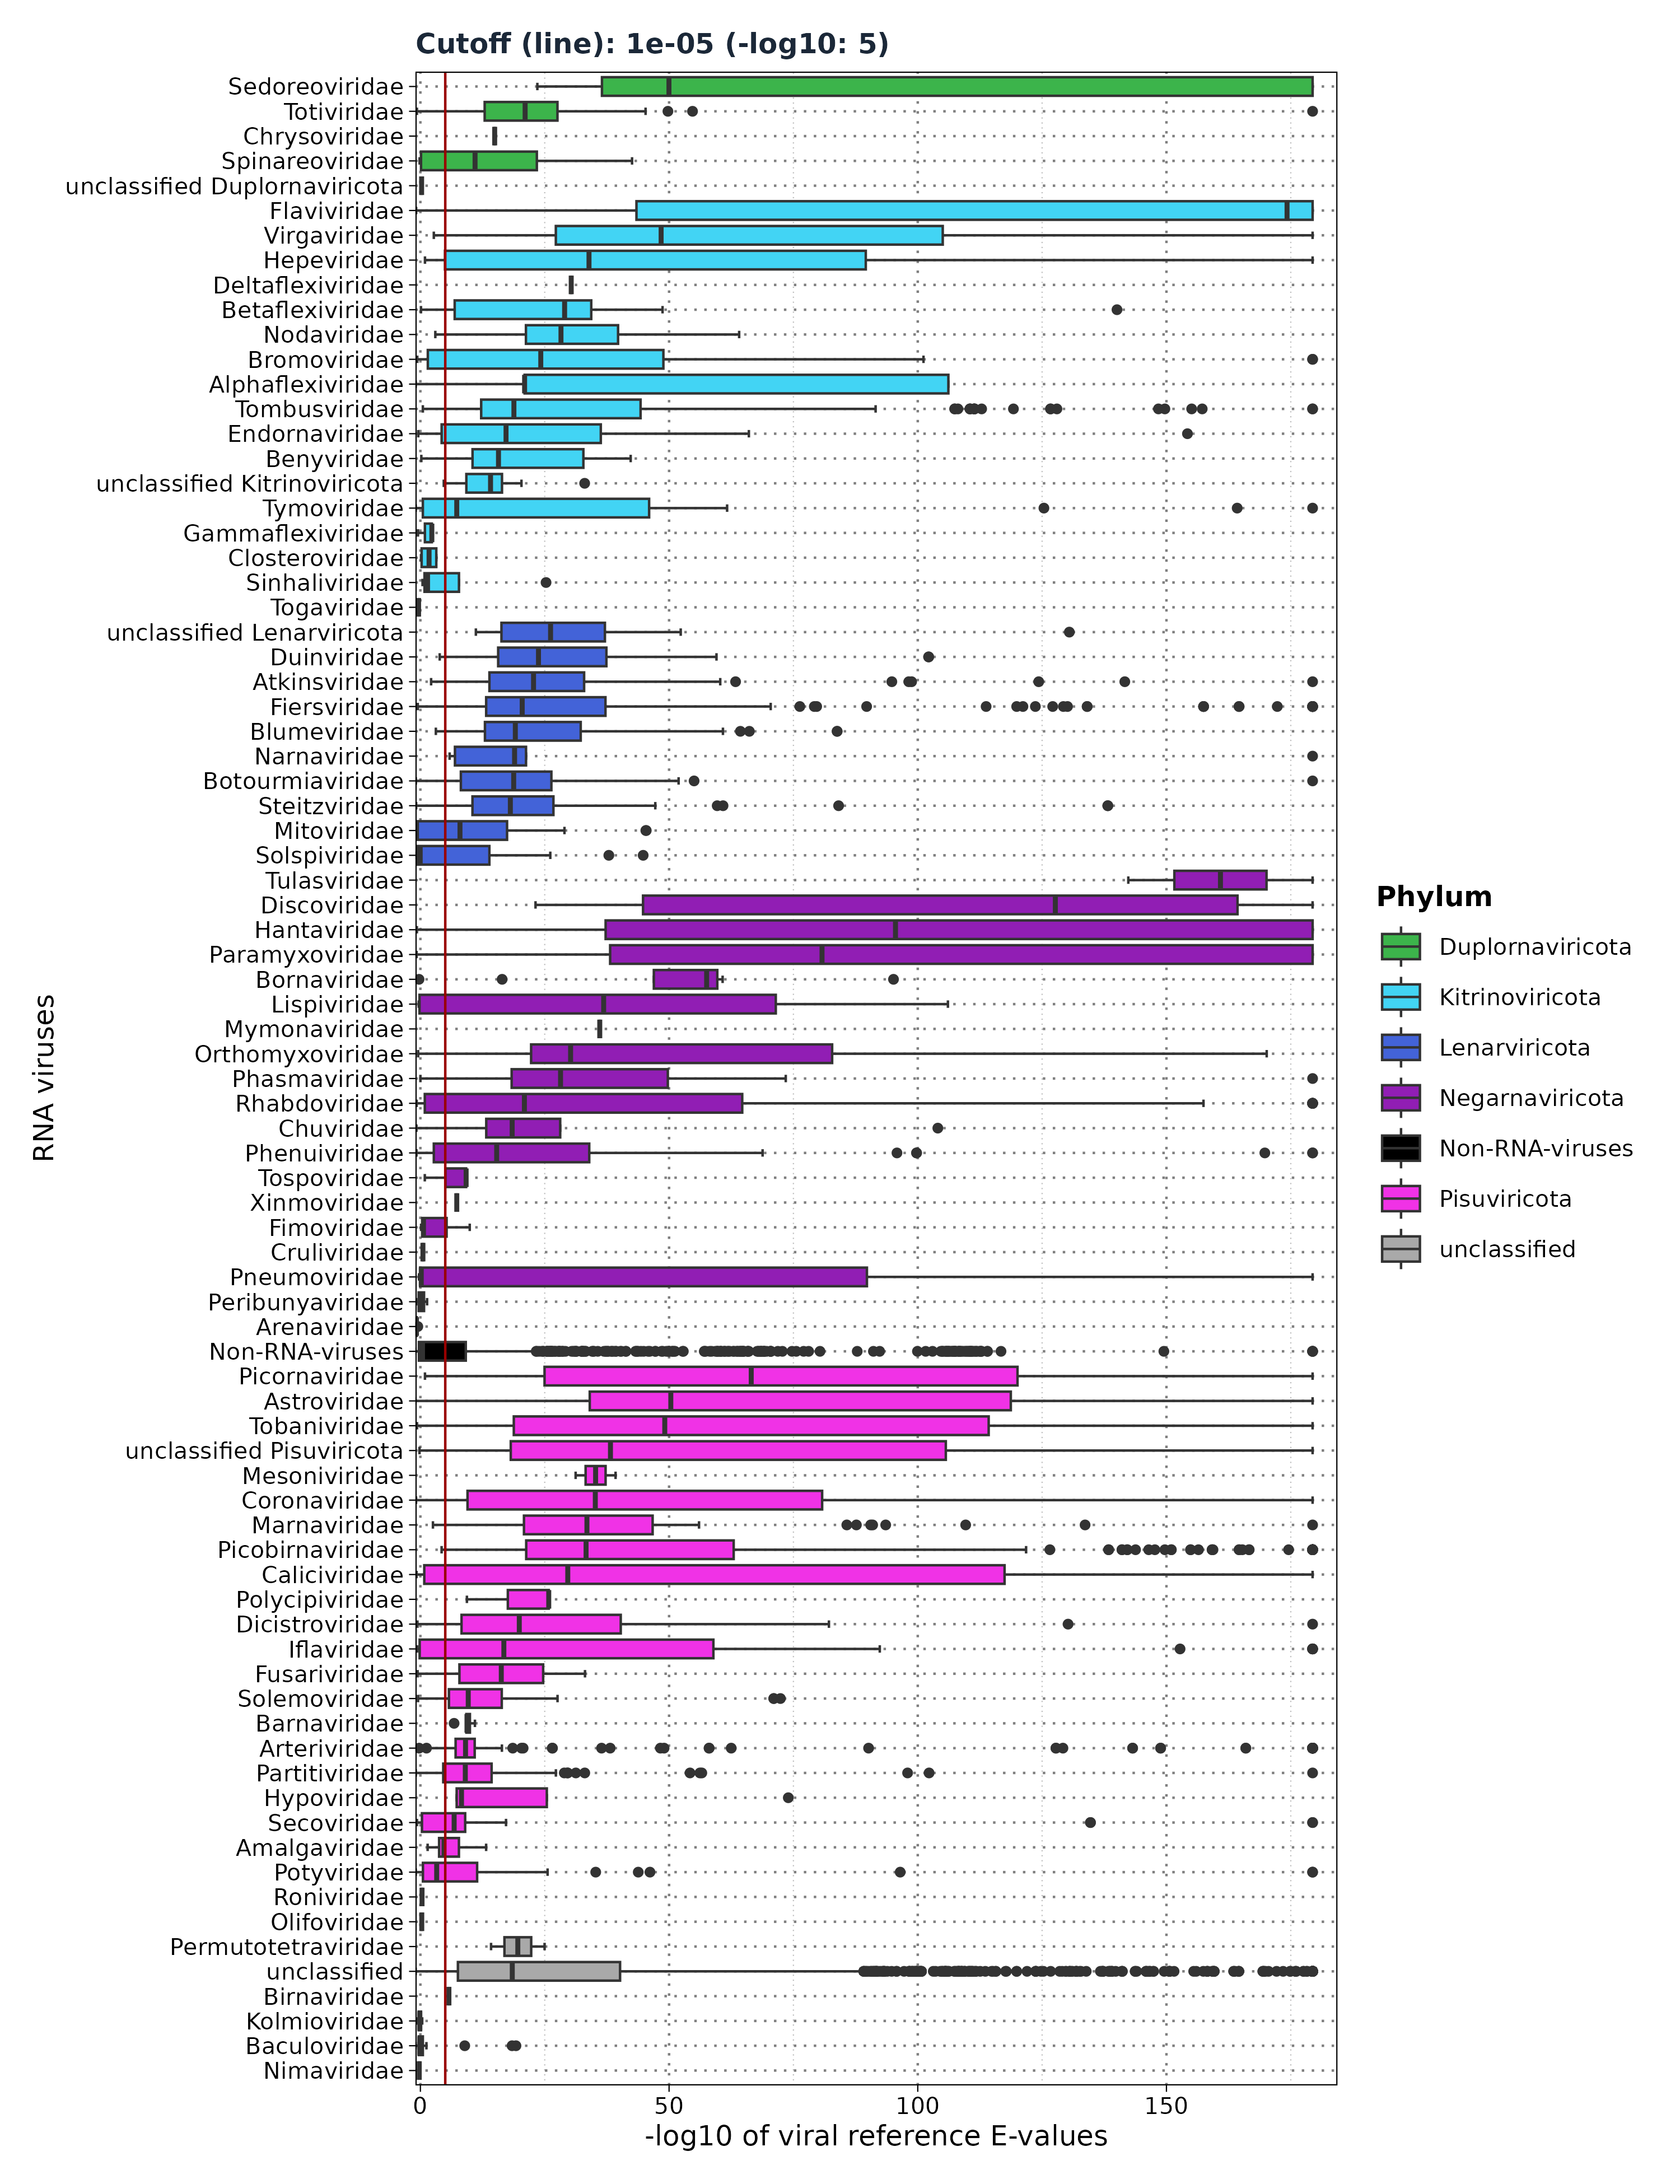 Cutoff (line): 1e-05 (-log10: 5)
Sedoreoviridae
Totiviridae
Chrysoviridae
Spinareoviridae
unclassified Duplornaviricota
Flaviviridae
Virgaviridae
Hepeviridae
Deltaflexiviridae
Betaflexiviridae
Nodaviridae
Bromoviridae
Alphaflexiviridae
Tombusviridae
Endornaviridae
Benyviridae
unclassified Kitrinoviricota
Tymoviridae
Gammaflexiviridae
Closteroviridae
Sinhaliviridae
Togaviridae
unclassified Lenarviricota
Duinviridae
Atkinsviridae
Fiersviridae
Blumeviridae
Narnaviridae
Botourmiaviridae
Steitzviridae
Mitoviridae
Solspiviridae
Tulasviridae
Discoviridae
Hantaviridae
Paramyxoviridae
Bornaviridae
Lispiviridae
Mymonaviridae
Orthomyxoviridae
Phasmaviridae
Rhabdoviridae
Chuviridae
Phenuiviridae
Tospoviridae
Xinmoviridae
Fimoviridae
Cruliviridae
Pneumoviridae
Peribunyaviridae
Arenaviridae
Non-RNA-viruses
Picornaviridae
Astroviridae
Tobaniviridae
unclassified Pisuviricota
Mesoniviridae
Coronaviridae
Marnaviridae
Picobirnaviridae
Caliciviridae
Polycipiviridae
Dicistroviridae
Iflaviridae
Fusariviridae
Solemoviridae
Barnaviridae
Arteriviridae
Partitiviridae
Hypoviridae
Secoviridae
Amalgaviridae
Potyviridae
Roniviridae
Olifoviridae
Permutotetraviridae
unclassified
Birnaviridae
Kolmioviridae
Baculoviridae
Nimaviridae
RNA viruses
0 50 100 150
-log10 of viral reference E-values
Phylum
Duplornaviricota
Kitrinoviricota
Lenarviricota
Negarnaviricota
Non-RNA-viruses
Pisuviricota
unclassified